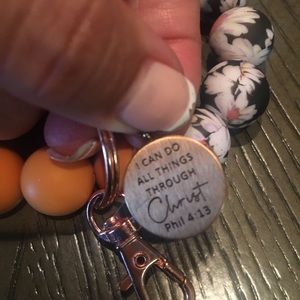 I CAN DO
ALL THINGS
THROUGH
Christ
Phil 4:13